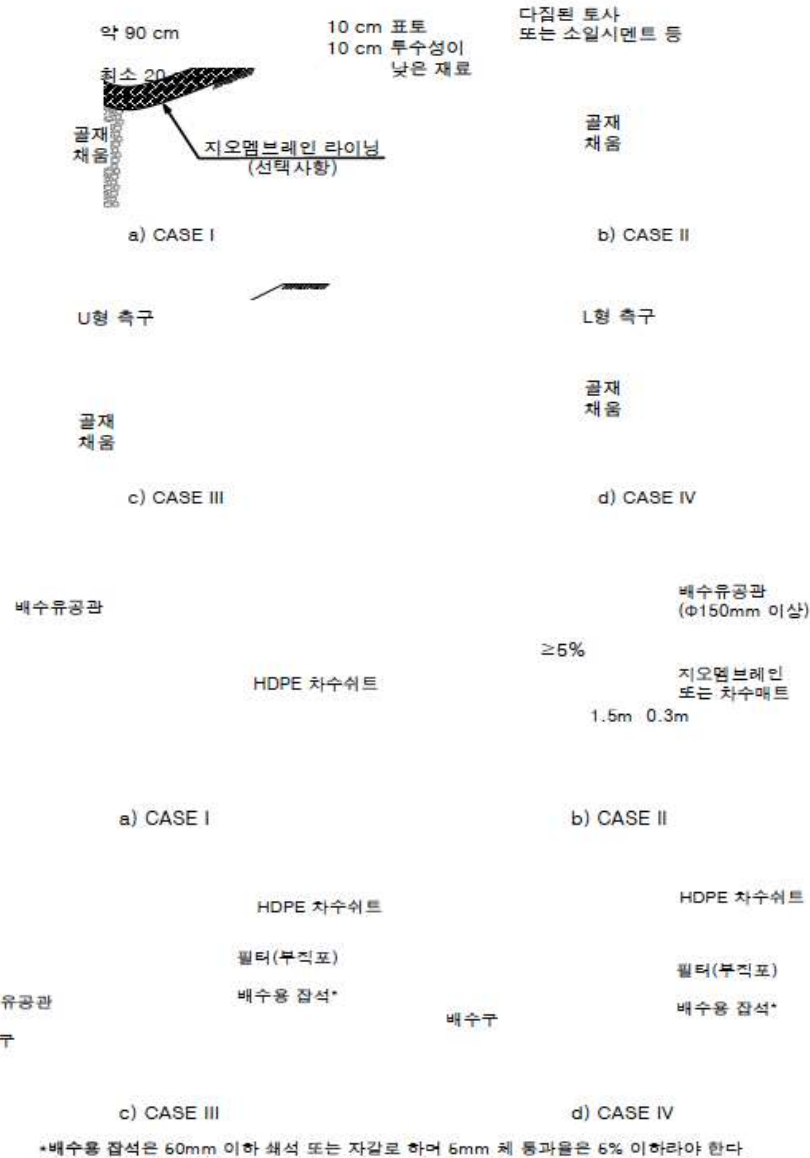 약 90 cm
10 cm 표토
10 cm 투수성이
낮은 재료
다짐된 토사
또는 소일시멘트 등
최소 20
골재
채움
지오멤브레인 라이닝
(선택사항)
골재
채움
a) CASE I
b) CASE II
U형 측구
L형 측구
골재
채움
골재
채움
c) CASE III
d) CASE IV
배수유공관
배수유공관
(Φ150mm 이상)
≥5%
HDPE 차수쉬트
지오멤브레인
또는 차수매트
1.5m 0.3m
a) CASE I
b) CASE II
HDPE 차수쉬트
HDPE 차수쉬트
필터(부직포)
필터(부직포)
유공관
배수용 잡석*
배수용 잡석*
배수구
구
c) CASE III
d) CASE IV
*배수용 잡석은 50mm 이하 쇄석 또는 자갈로 하며 5mm 체 통과율은 5% 이하라야 한다